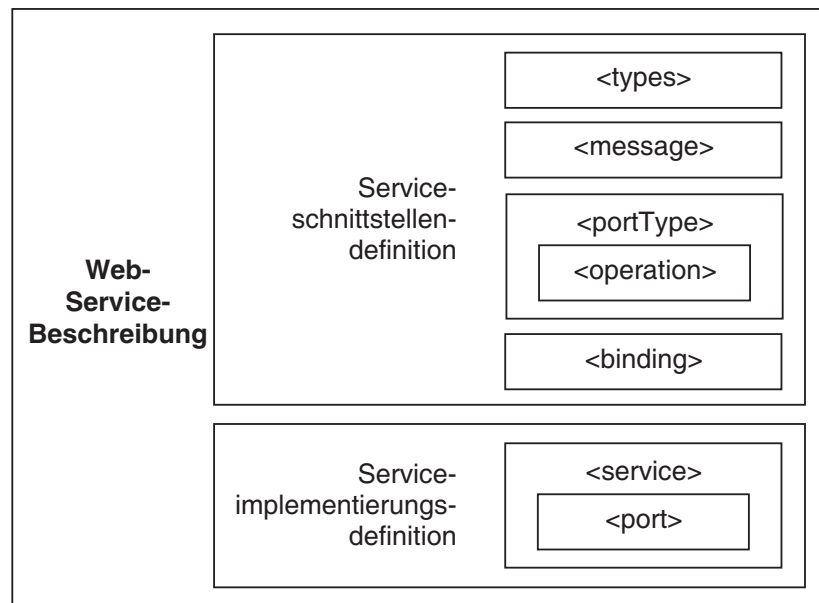 Web-
Service-
Beschreibung
Service-
schnittstellen-
definition
<types>
<message>
<portType>
<operation>
<binding>
Service-
implementierungs-
definition
<service>
<port>